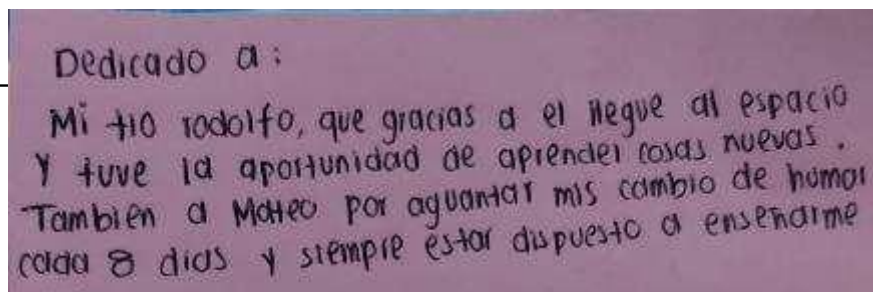 Dedicado a:
Mi tio rodolfo, que gracias a el llegue al espacio
Y tuve la aportunidad de aprender cosas nuevas.
Tambien a Mateo por aguantar mis cambio de humor
cada 8 dias y siempre estar dispuesto a enseñarme